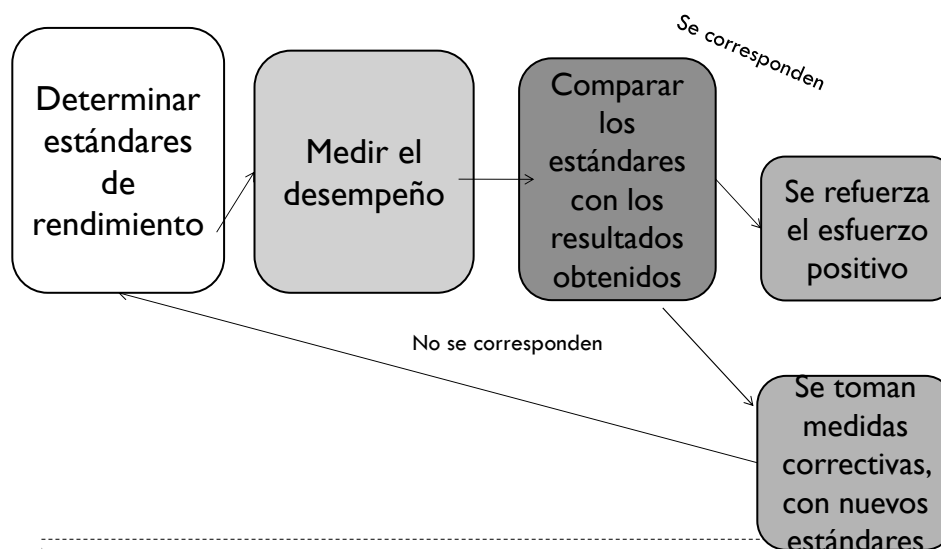 Se corresponden
Determinar
estándares
de
rendimiento
Medir el
desempeño
Comparar
los
estándares
con los
resultados
obtenidos
Se refuerza
el esfuerzo
positivo
No se corresponden
Se toman
medidas
correctivas,
con nuevos
estándares